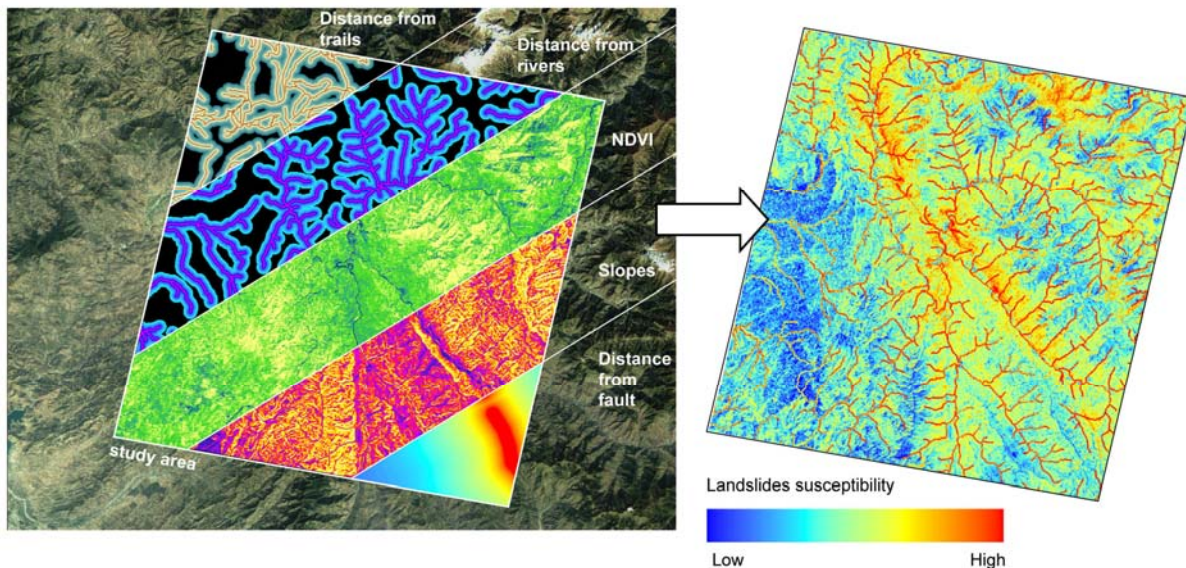 Distance from
trails
Distance from
rivers
NDVI
Slopes
Distance
from
fault
study area
Landslides susceptibility
Low
High